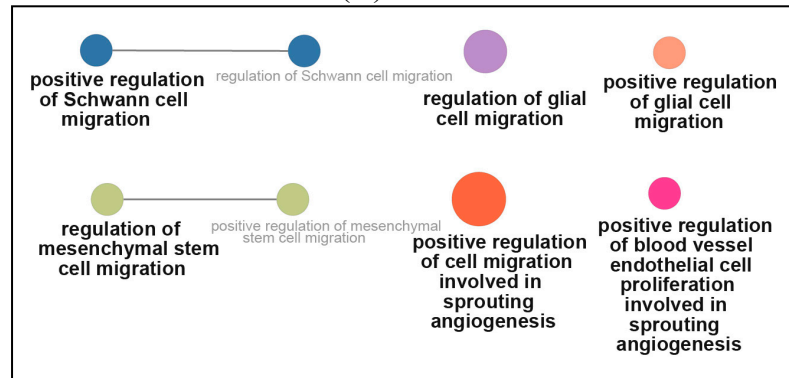 positive regulation
of Schwann cell
migration
regulation of Schwann cell migration
regulation of glial
cell migration
positive regulation
of glial cell
migration
regulation of
mesenchymal stem
cell migration
positive regulation of mesenchymal
stem cell migration
positive regulation
of cell migration
involved in
sprouting
angiogenesis
positive regulation
of blood vessel
endothelial cell
proliferation
involved in
sprouting
angiogenesis